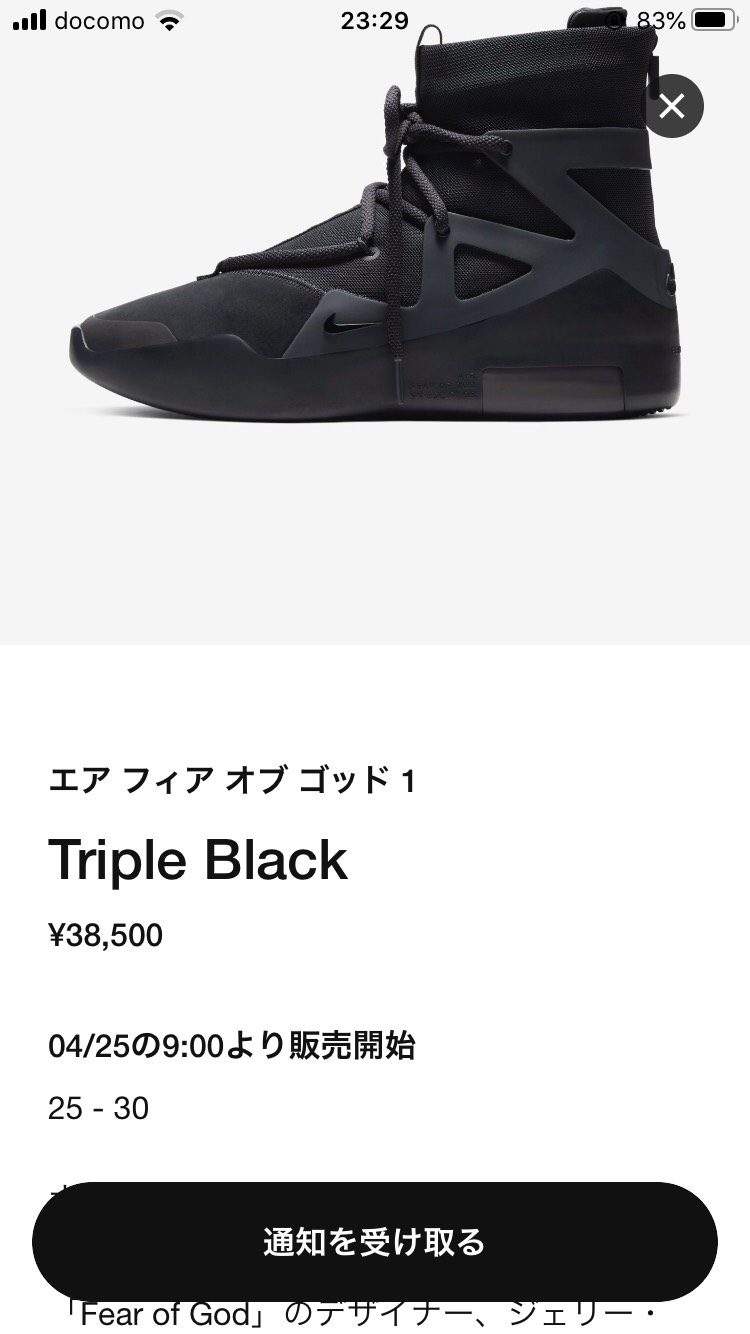 docomo 23:29 83%
エア フィア オブ ゴッド 1
Triple Black
¥38,500
04/25の9:00より販売開始
25 - 30
通知を受け取る
「Fear of God」のデザイナー、ジェリー・